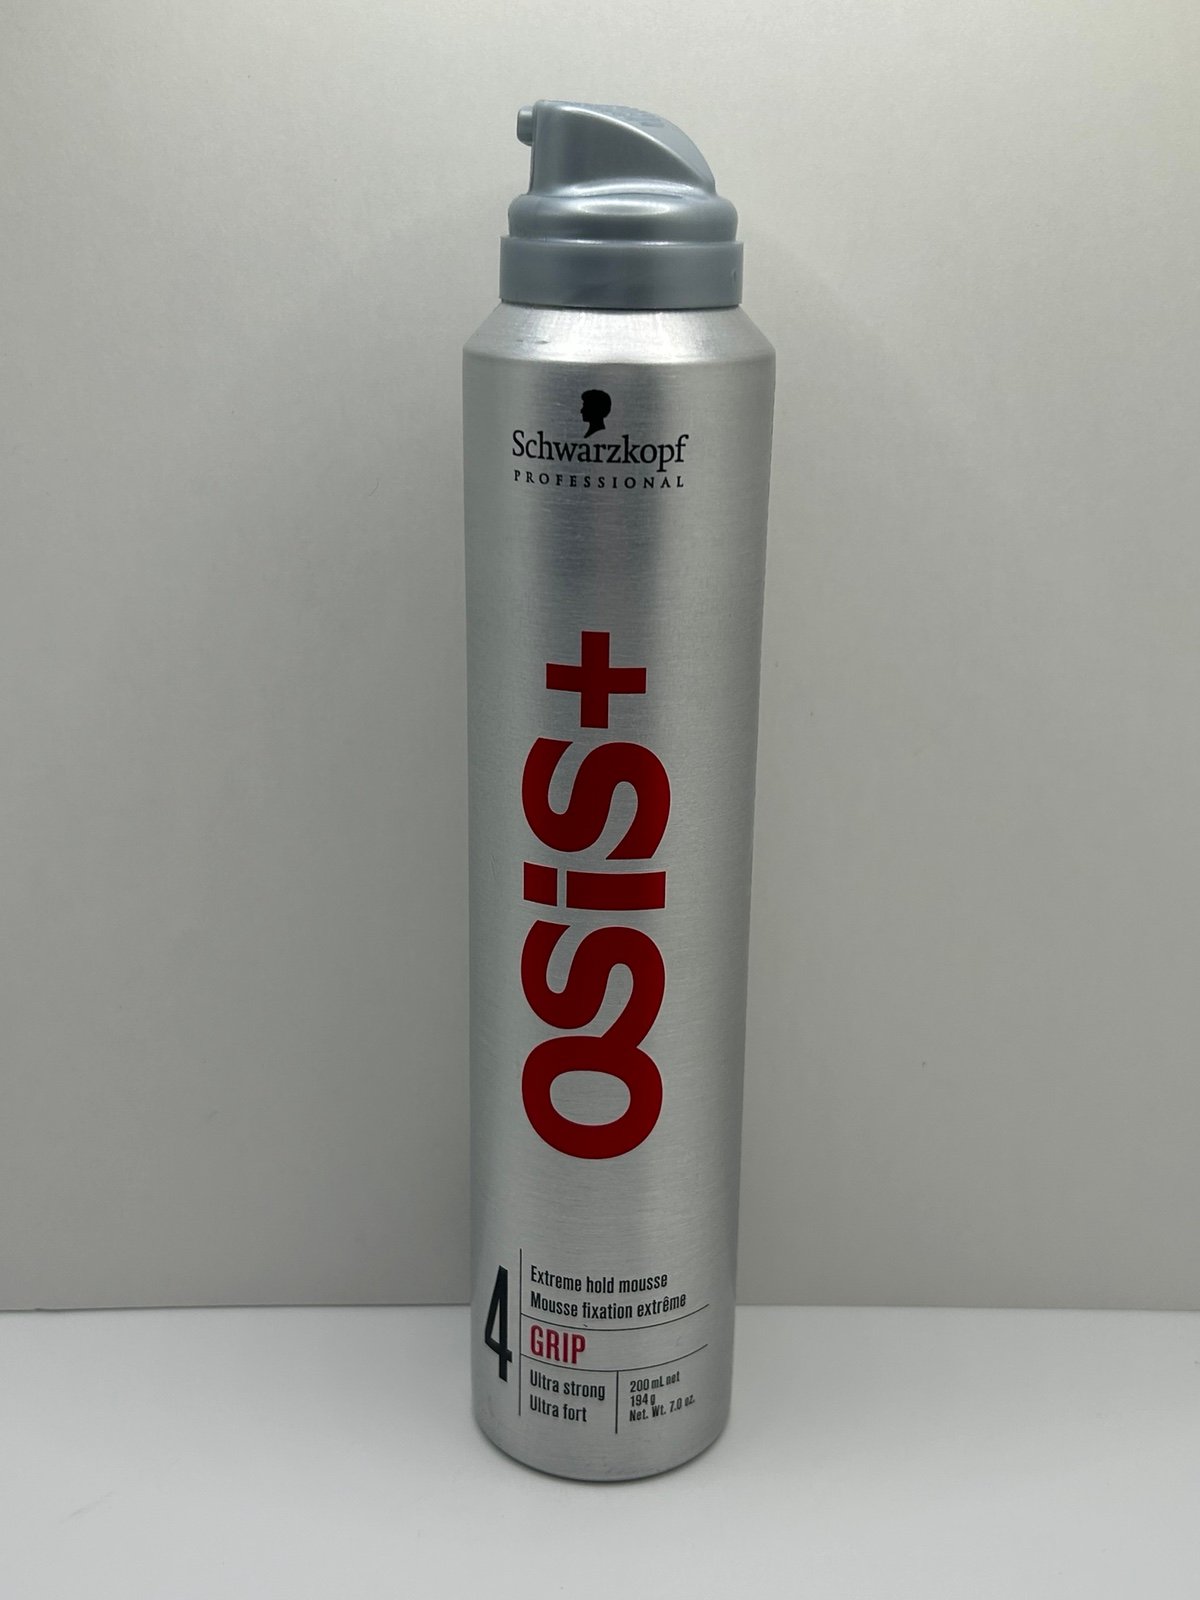 Schwarzkopf
PROFESSIONAL
OSiS+
4
Extreme hold mousse
Mousse fixation extrême
GRIP
Ultra strong
Ultra fort
200 mL net
194 g
Net. Wt. 7.0 oz.